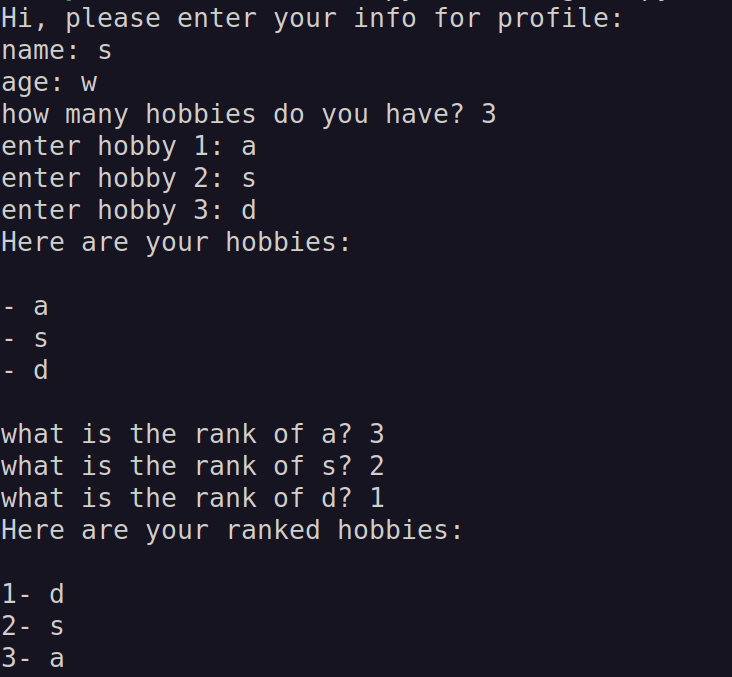 Hi, please enter your info for profile:
name: s
age: w
how many hobbies do you have? 3
enter hobby 1: a
enter hobby 2: s
enter hobby 3: d
Here are your hobbies:
- a
- s
- d
what is the rank of a? 3
what is the rank of s? 2
what is the rank of d? 1
Here are your ranked hobbies:
1- d
2- s
3- a